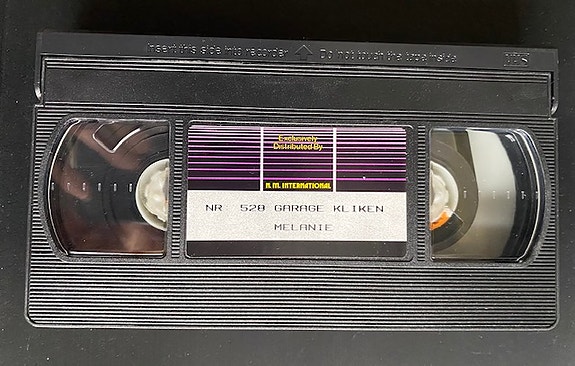 Insert this side into recorder Do not touch the tape inside VHS
Exclusively
Distributed By
N. M. INTERNATIONAL
NR 520 GARAGE KLIKEN
MELANIE